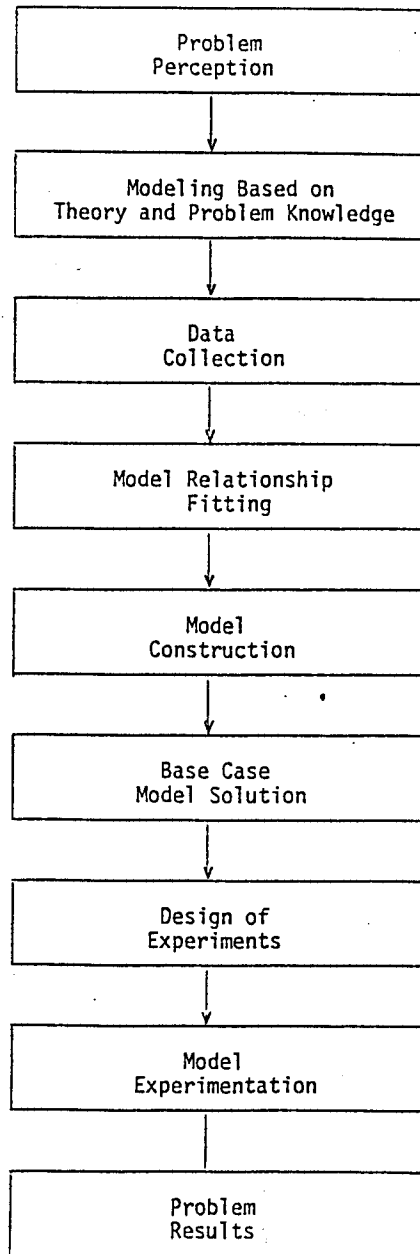 Problem
Perception
Modeling Based on
Theory and Problem Knowledge
Data
Collection
Model Relationship
Fitting
Model
Construction
Base Case
Model Solution
Design of
Experiments
Model
Experimentation
Problem
Results